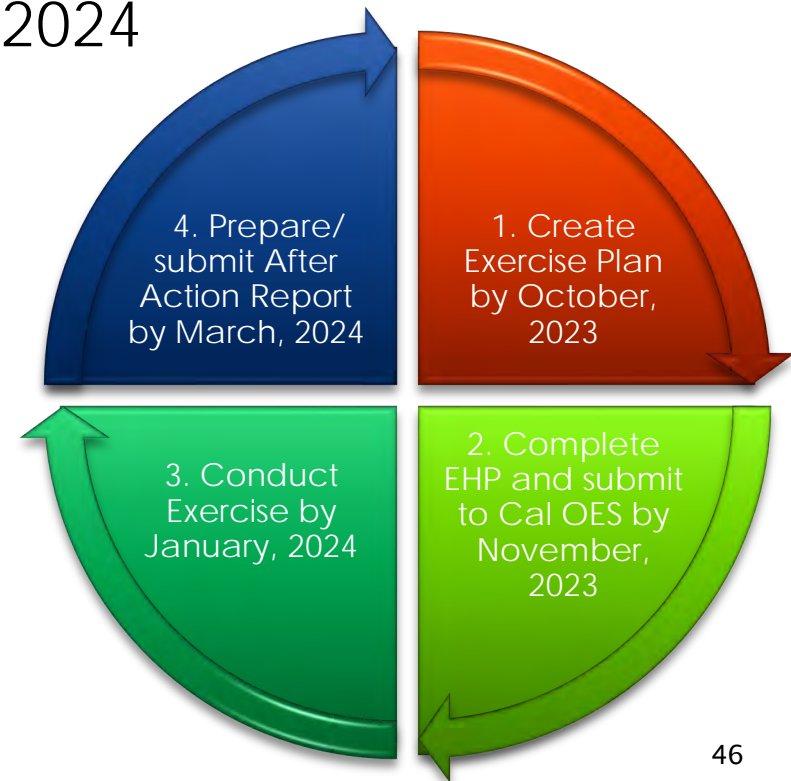 2024
4. Prepare/
submit After
Action Report
by March, 2024
1. Create
Exercise Plan
by October,
2023
3. Conduct
Exercise by
January, 2024
2. Complete
EHP and submit
to Cal OES by
November,
2023
46